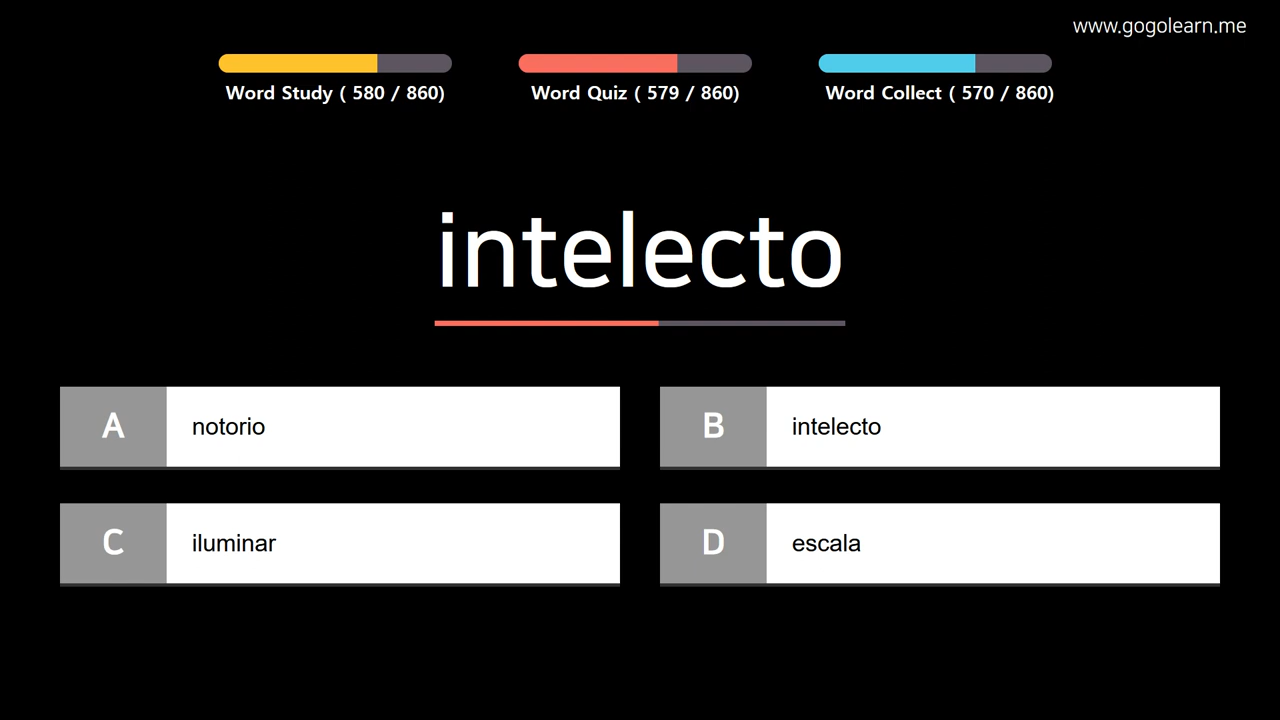 www.gogolearn.me
Word Study ( 580 / 860)
Word Quiz ( 579 / 860)
Word Collect ( 570 / 860)
intelecto
A notorio
B intelecto
C iluminar
D escala